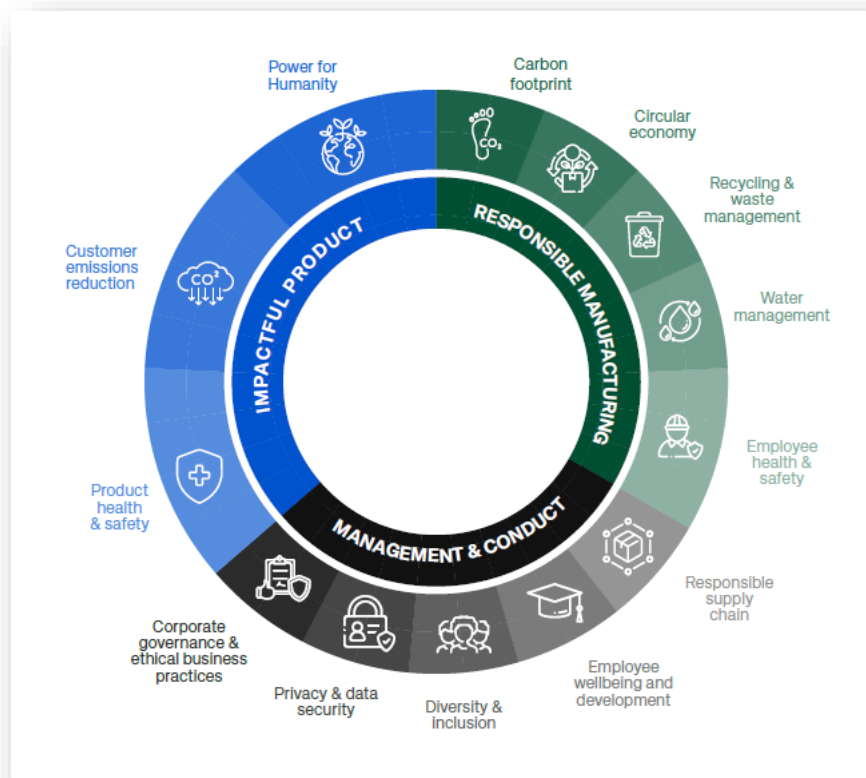 Power for
Humanity
Carbon
footprint
CO₂
Circular
economy
Recycling &
waste
management
Water
management
Employee
health &
safety
Responsible
supply
chain
Employee
wellbeing and
development
Diversity &
inclusion
Privacy & data
security
Corporate
governance &
ethical business
practices
Product
health
& safety
Customer
emissions
reduction
CO²
IMPACTFUL PRODUCT
RESPONSIBLE MANUFACTURING
MANAGEMENT & CONDUCT